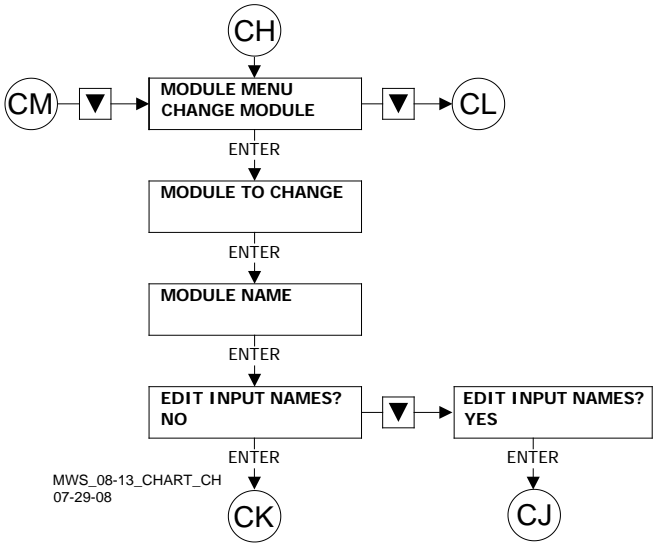 CH
CM
▼
MODULE MENU
CHANGE MODULE
▼
CL
ENTER
MODULE TO CHANGE
ENTER
MODULE NAME
ENTER
EDIT INPUT NAMES?
NO
▼
EDIT INPUT NAMES?
YES
ENTER
ENTER
MWS_08-13_CHART_CH
07-29-08
CK
CJ